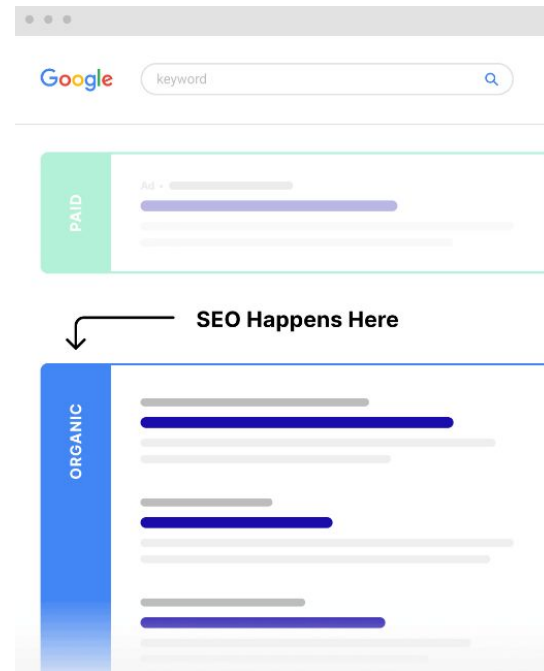 Google
keyword
PAID
Ad •
SEO Happens Here
ORGANIC